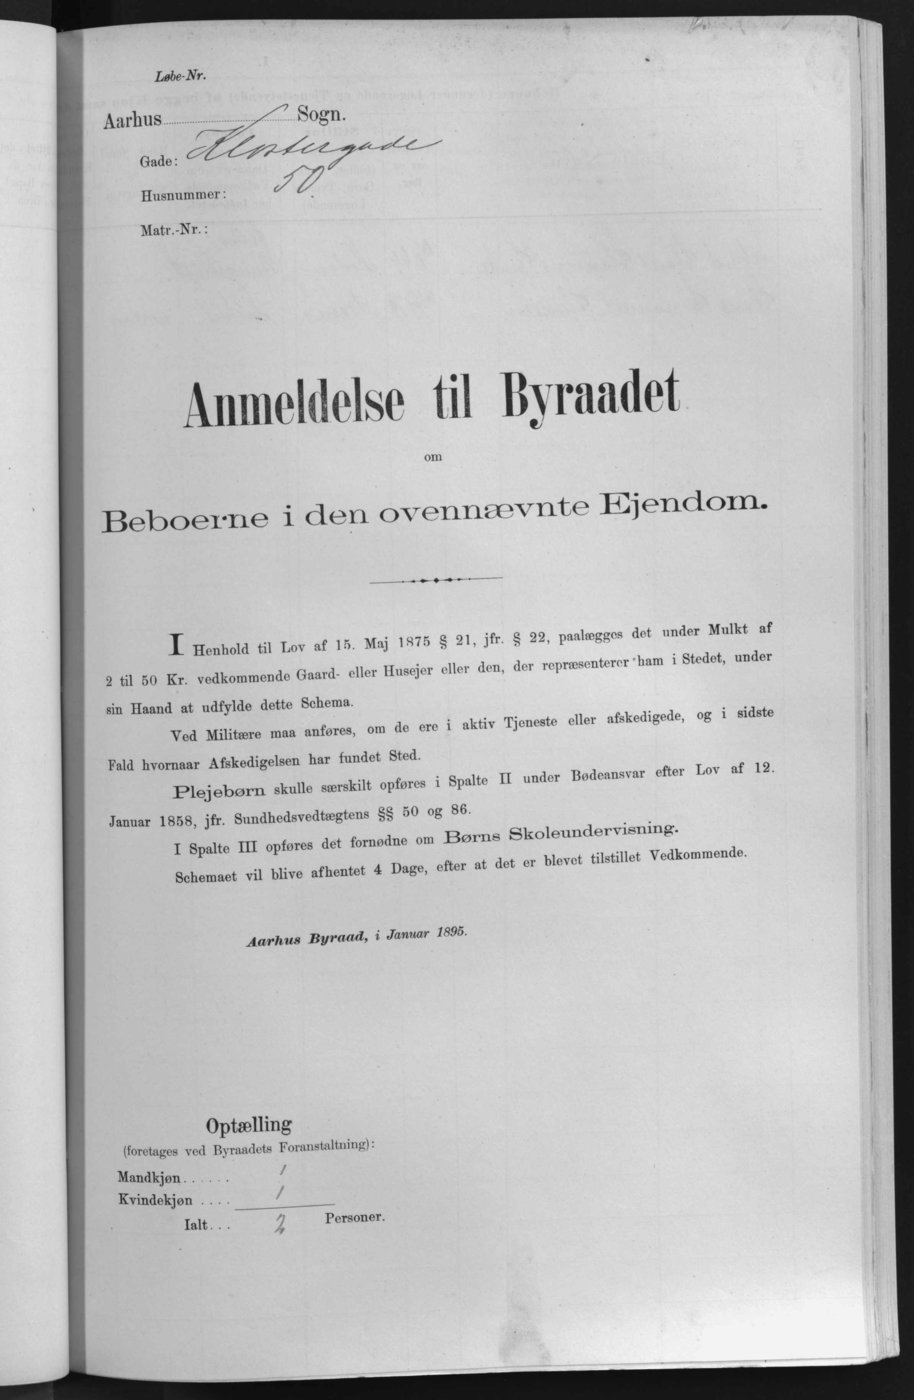 Løbe-Nr.
Aarhus Sogn.
Gade: Klostergade
Husnummer: 50
Matr.-Nr.:
Anmeldelse til Byraadet
om
Beboerne i den ovennævnte Ejendom.
I Henhold til Lov af 15. Maj 1875 § 21, jfr. § 22, paalægges det under Mulkt af
2 til 50 Kr. vedkommende Gaard- eller Husejer eller den, der repræsenterer ham i Stedet, under
sin Haand at udfylde dette Schema.
Ved Militære maa anføres, om de ere i aktiv Tjeneste eller afskedigede, og i sidste
Fald hvornaar Afskedigelsen har fundet Sted.
Plejebørn skulle særskilt opføres i Spalte II under Bødeansvar efter Lov af 12.
Januar 1858, jfr. Sundhedsvedtægtens §§ 50 og 86.
I Spalte III opføres det fornødne om Børns Skoleundervisning.
Schemaet vil blive afhentet 4 Dage, efter at det er blevet tilstillet Vedkommende.
Aarhus Byraad, i Januar 1895.
Optælling
(foretages ved Byraadets Foranstaltning):
Mandkjøn...... 1
Kvindekjøn .... 1
Ialt... 2 Personer.